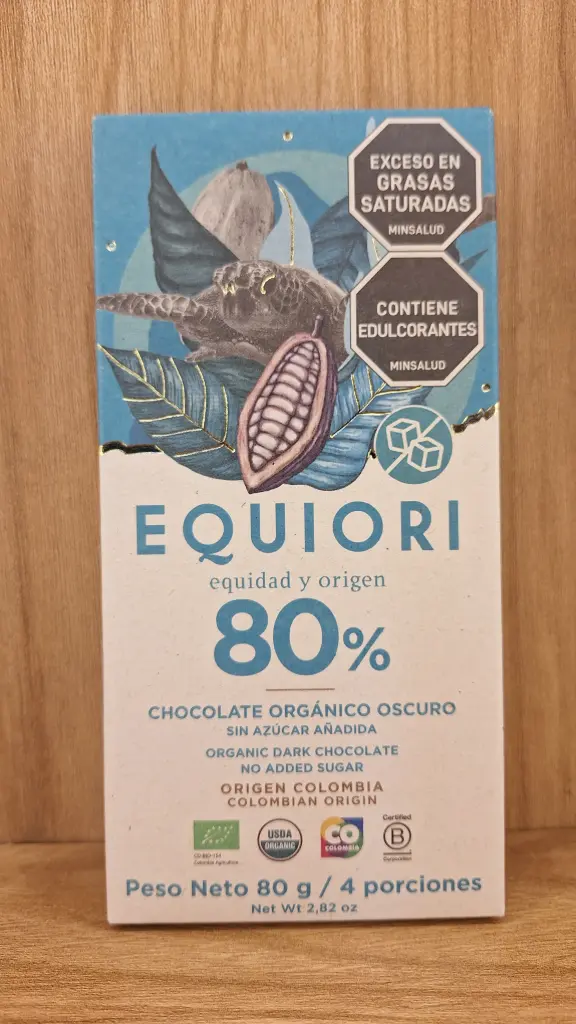 EXCESO EN
GRASAS
SATURADAS
MINSALUD
CONTIENE
EDULCORANTES
MINSALUD
EQUIORI
equidad y origen
80%
CHOCOLATE ORGÁNICO OSCURO
SIN AZÚCAR AÑADIDA
ORGANIC DARK CHOCOLATE
NO ADDED SUGAR
ORIGEN COLOMBIA
COLOMBIAN ORIGIN
USDA
ORGANIC
CO
COLOMBIA
Certified
B
Corporation
Peso Neto 80 g / 4 porciones
Net Wt 2,82 oz